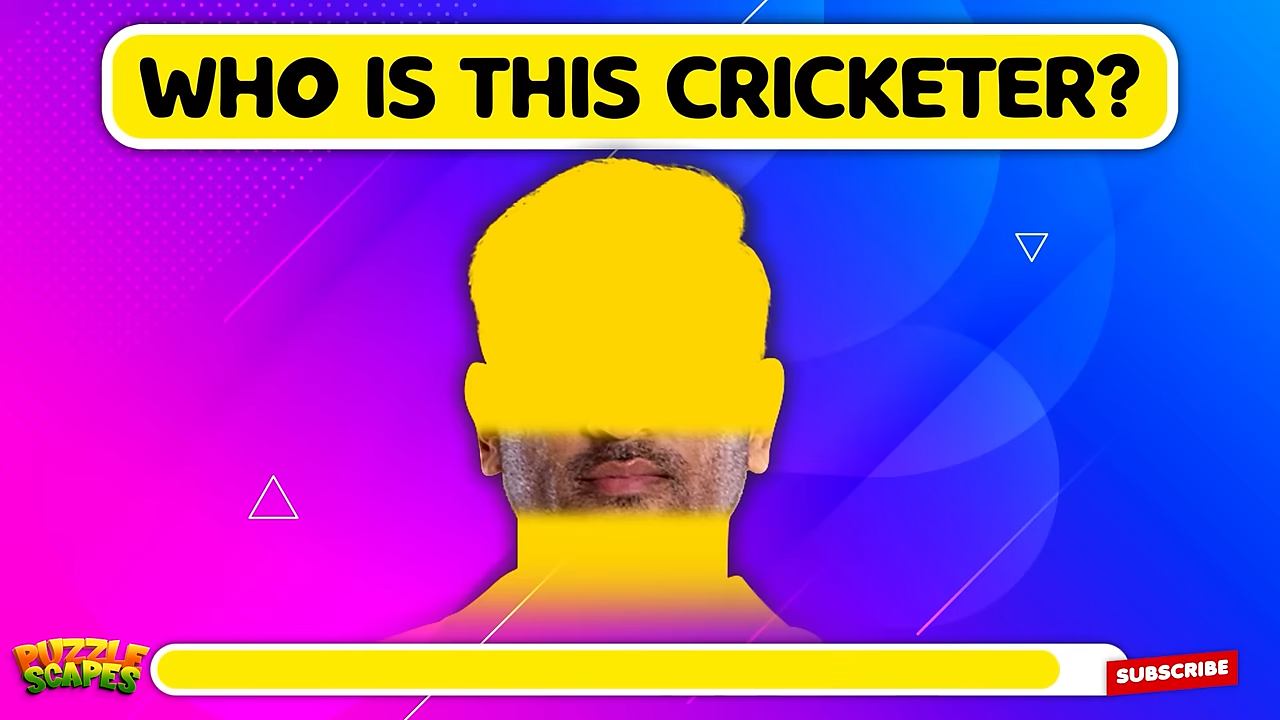 WHO IS THIS CRICKETER?
PUZZLE
SCAPES
SUBSCRIBE